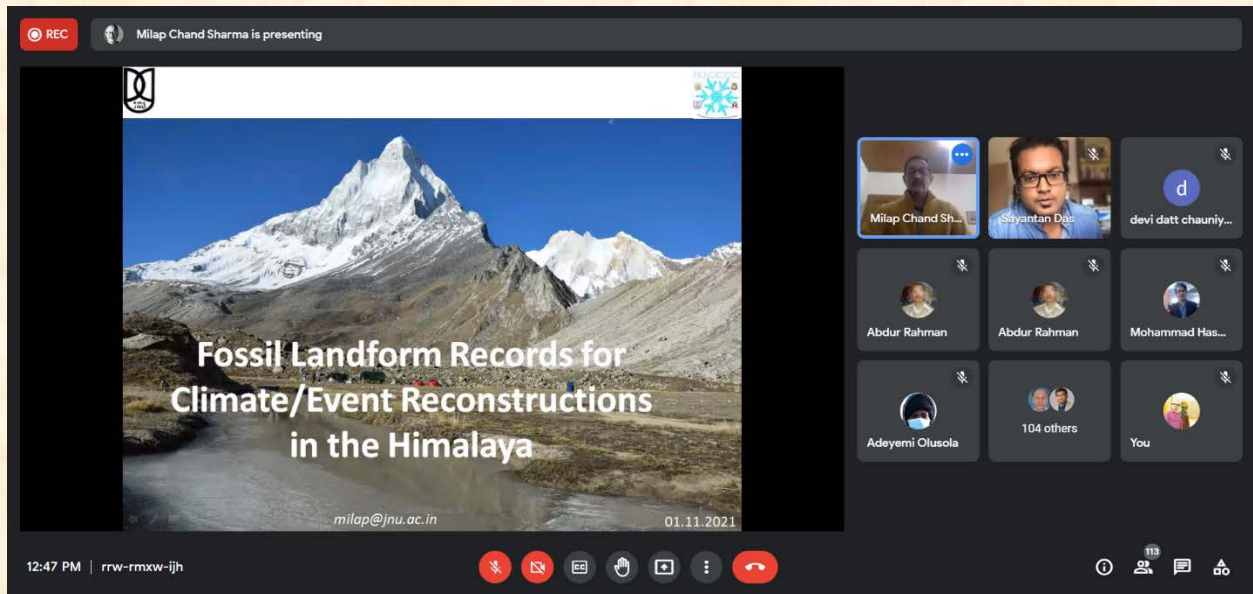 REC
Milap Chand Sharma is presenting
Fossil Landform Records for
Climate/Event Reconstructions
in the Himalaya
milap@jnu.ac.in
01.11.2021
Milap Chand Sh...
Sayantan Das
d
devi datt chauniy...
Abdur Rahman
Abdur Rahman
Mohammad Has...
Adeyemi Olusola
104 others
You
12:47 PM | rrw-rmxw-ijh
CC
113